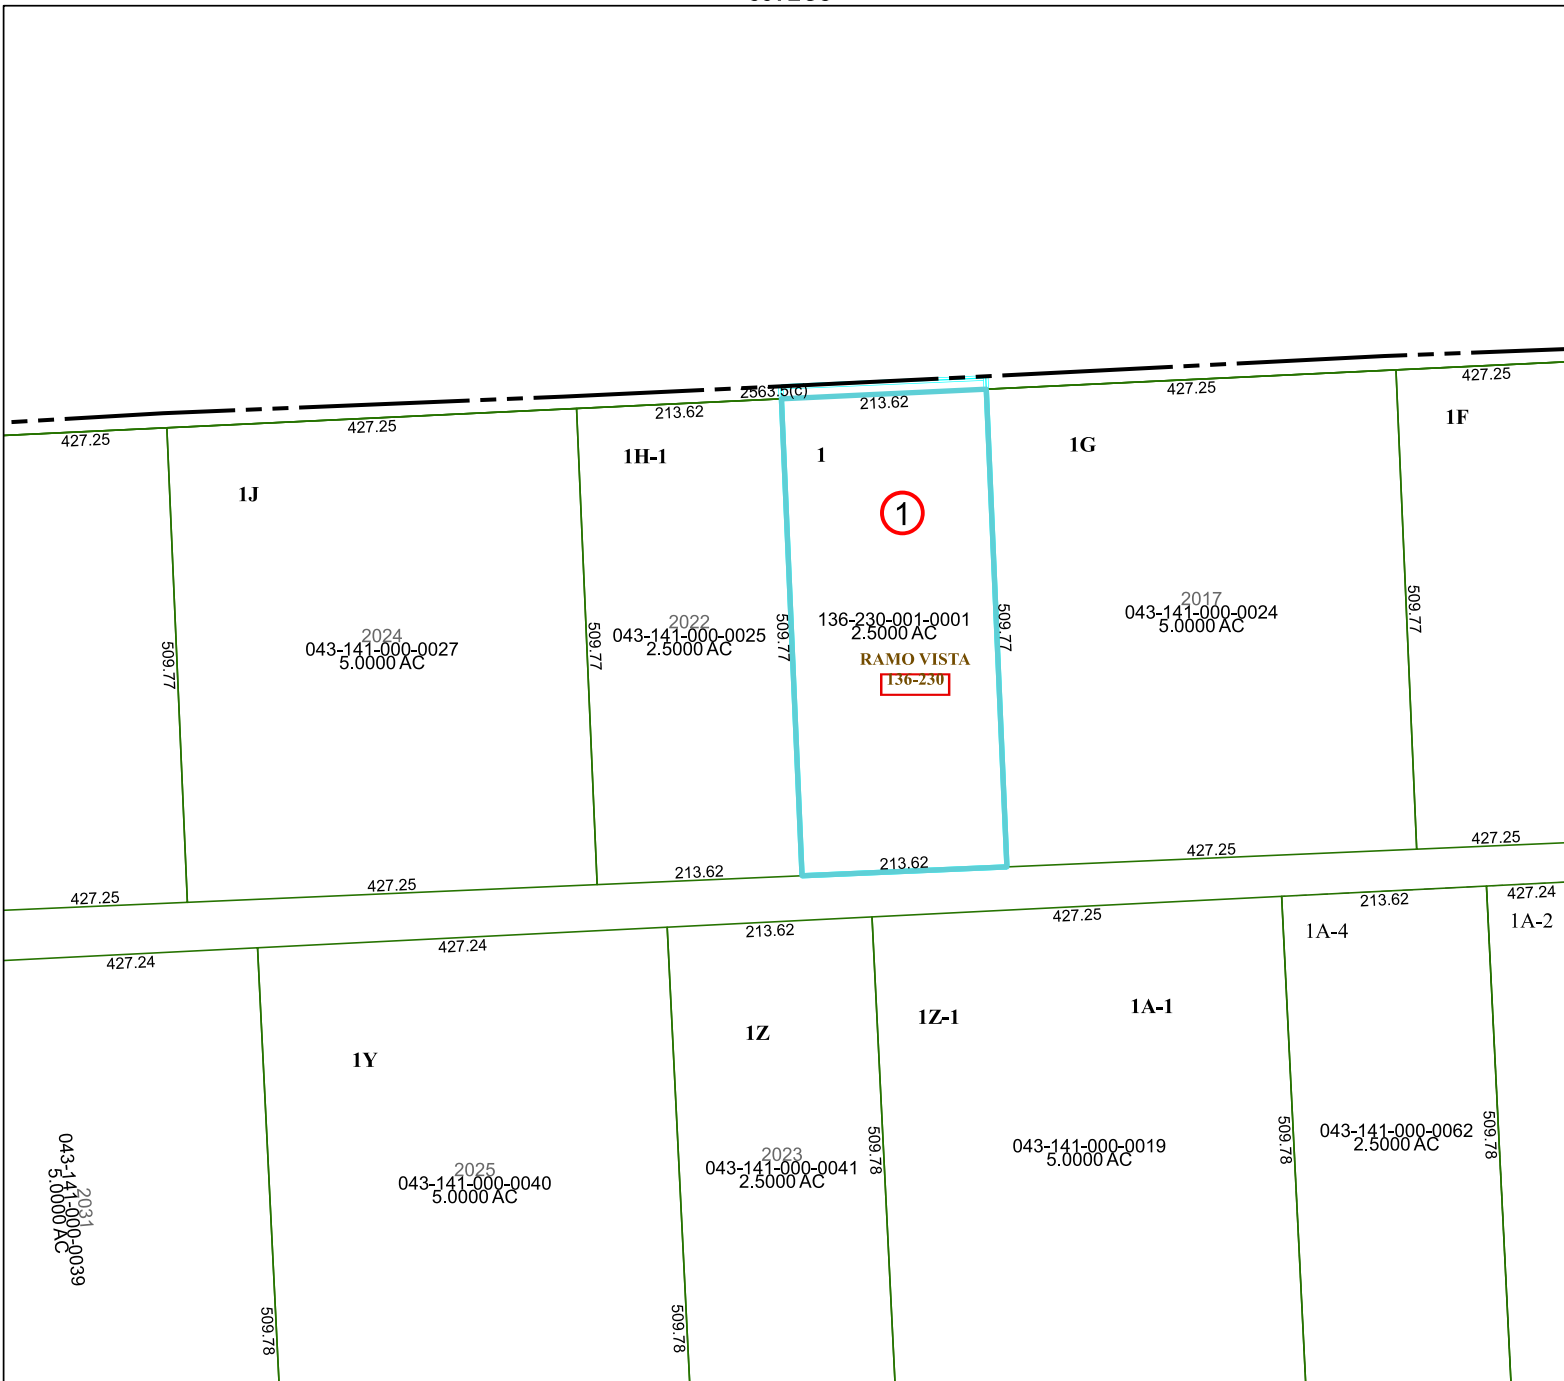 2563.5(C)
427.25
427.25
213.62
213.62
427.25
427.25
1J
1H-1
1
1G
1F
1
509.77
509.77
509.77
509.77
509.77
2024
043-141-000-0027
5.0000 AC
2022
043-141-000-0025
2.5000 AC
136-230-001-0001
2.5000 AC
RAMO VISTA
136-230
2017
043-141-000-0024
5.0000 AC
427.25
427.25
213.62
213.62
427.25
427.25
427.24
427.24
213.62
427.25
213.62
427.24
1Y
1Z
1Z-1
1A-1
1A-4
1A-2
2031
043-141-000-0039
5.0000 AC
2025
043-141-000-0040
5.0000 AC
2023
043-141-000-0041
2.5000 AC
043-141-000-0019
5.0000 AC
043-141-000-0062
2.5000 AC
509.78
509.78
509.78
509.78
509.78